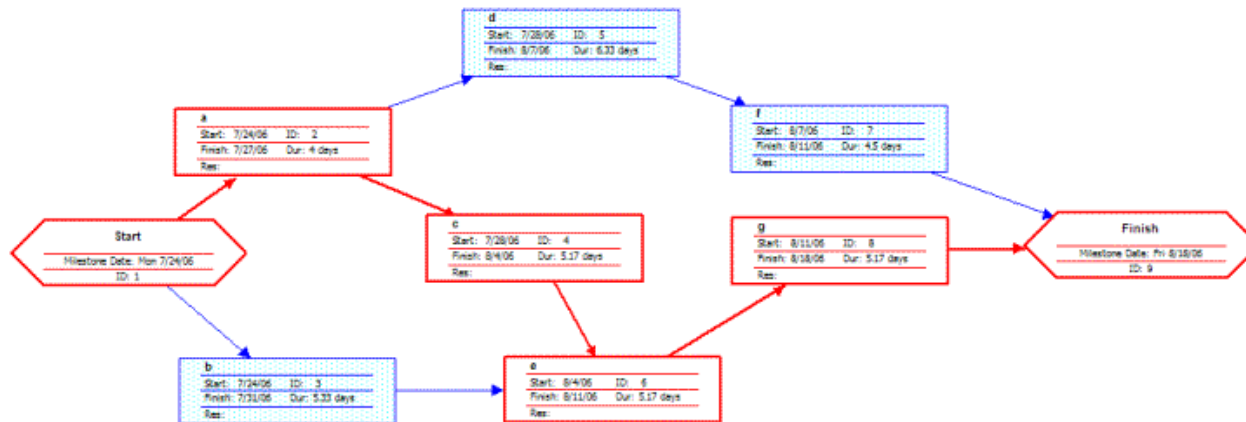 d
Start: 7/28/06 ID: 5
Finish: 8/7/06 Dur: 6.33 days
Res:
a
Start: 7/24/06 ID: 2
Finish: 7/27/06 Dur: 4 days
Res:
f
Start: 8/7/06 ID: 7
Finish: 8/11/06 Dur: 4.5 days
Res:
Start
Milestone Date: Mon 7/24/06
ID: 1
c
Start: 7/28/06 ID: 4
Finish: 8/4/06 Dur: 5.17 days
Res:
g
Start: 8/11/06 ID: 8
Finish: 8/18/06 Dur: 5.17 days
Res:
Finish
Milestone Date: Fri 8/18/06
ID: 9
b
Start: 7/24/06 ID: 3
Finish: 7/31/06 Dur: 5.33 days
Res:
e
Start: 8/4/06 ID: 6
Finish: 8/11/06 Dur: 5.17 days
Res: